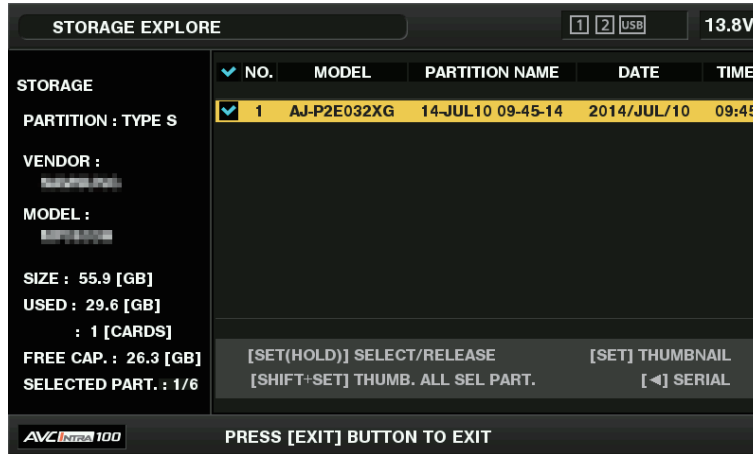 STORAGE EXPLORE
1 2 USB
13.8V
STORAGE
PARTITION : TYPE S
VENDOR :
MODEL :
SIZE : 55.9 [GB]
USED : 29.6 [GB]
: 1 [CARDS]
FREE CAP. : 26.3 [GB]
SELECTED PART. : 1/6
NO. MODEL PARTITION NAME DATE TIME
1 AJ-P2E032XG 14-JUL10 09-45-14 2014/JUL/10 09:45
[SET(HOLD)] SELECT/RELEASE [SET] THUMBNAIL
[SHIFT+SET] THUMB. ALL SEL PART. [◄] SERIAL
AVC INTRA 100
PRESS [EXIT] BUTTON TO EXIT